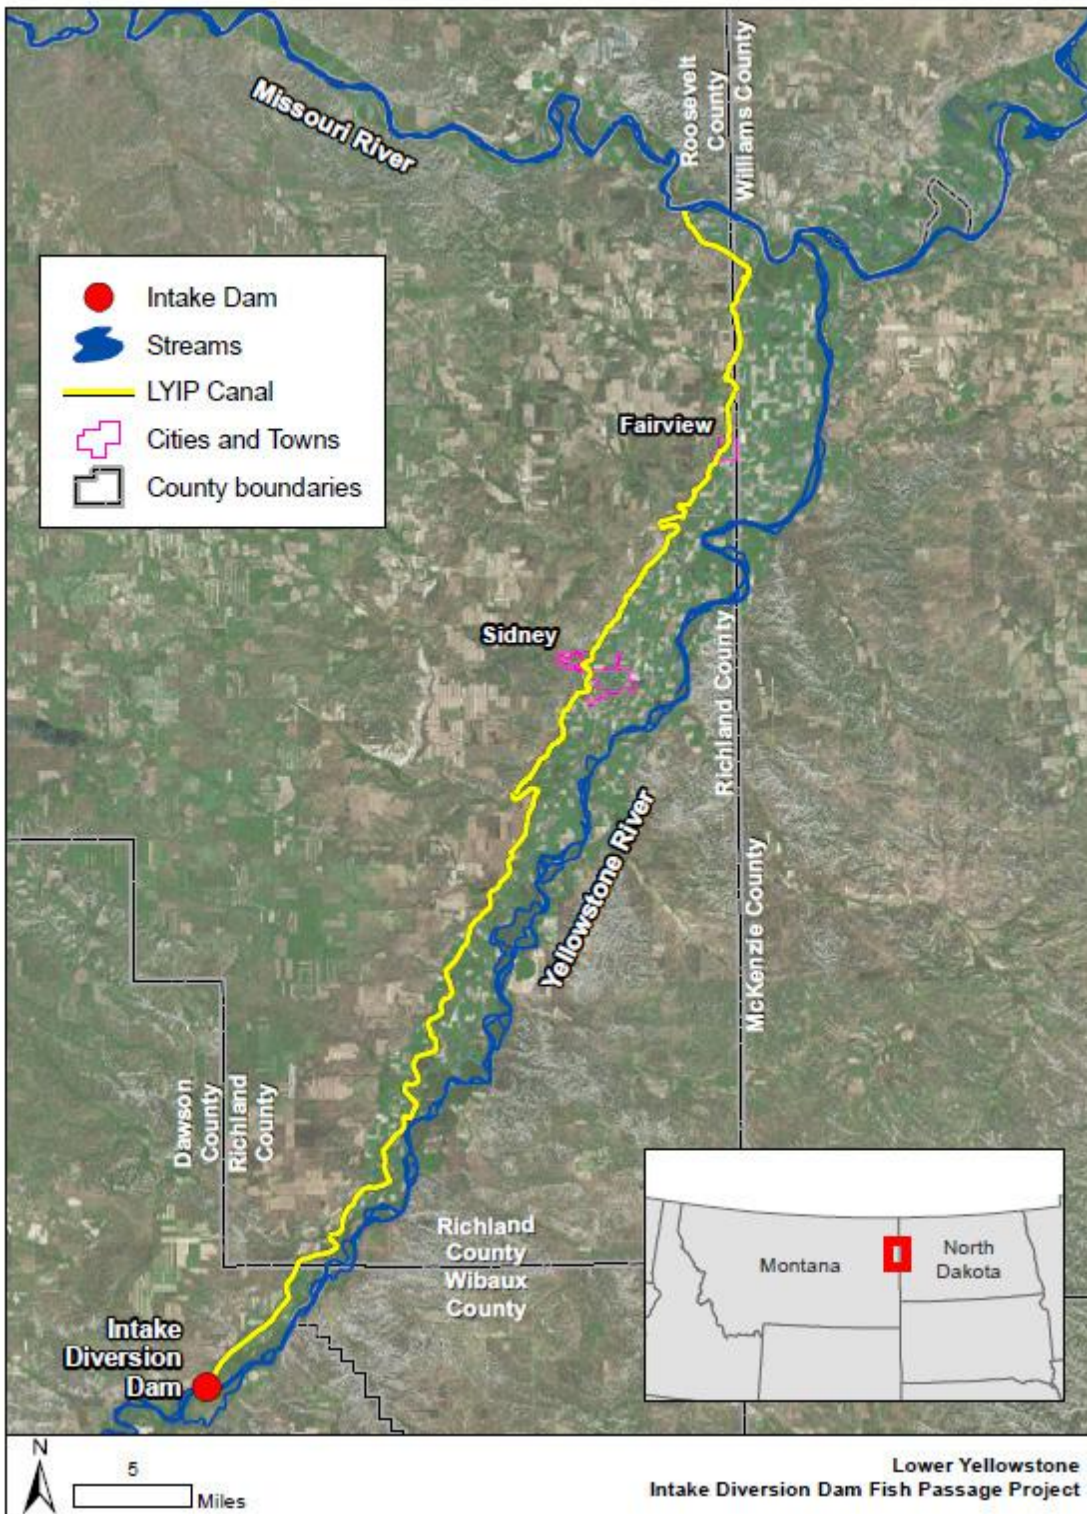 Missouri River
Roosevelt
County
Williams County
Intake Dam
Streams
LYIP Canal
Cities and Towns
County boundaries
Fairview
Sidney
Richland County
McKenzie County
Yellowstone River
Dawson
County
Richland
County
Richland
County
Wibaux
County
Montana
North
Dakota
Intake
Diversion
Dam
N
5
Miles
Lower Yellowstone
Intake Diversion Dam Fish Passage Project